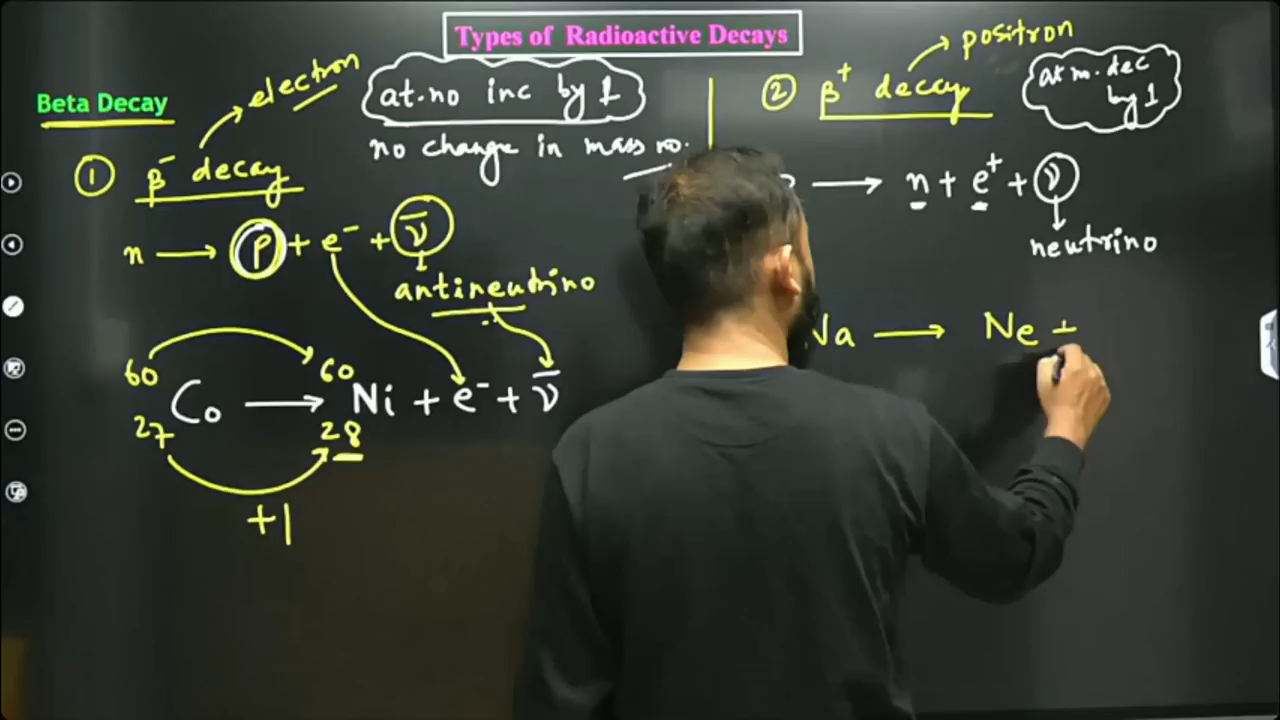 Types of Radioactive Decays
Beta Decay
electron
at.no inc by 1
no change in mass no.
① β⁻ decay
n ⟶ p + e⁻ + ν̄
antineutrino
60 60
Co ⟶ Ni + e⁻ + ν̄
27 28
+1
② β⁺ decay
positron
at n. dec
by 1
⟶ n + e⁺ + ν
neutrino
Na ⟶ Ne +